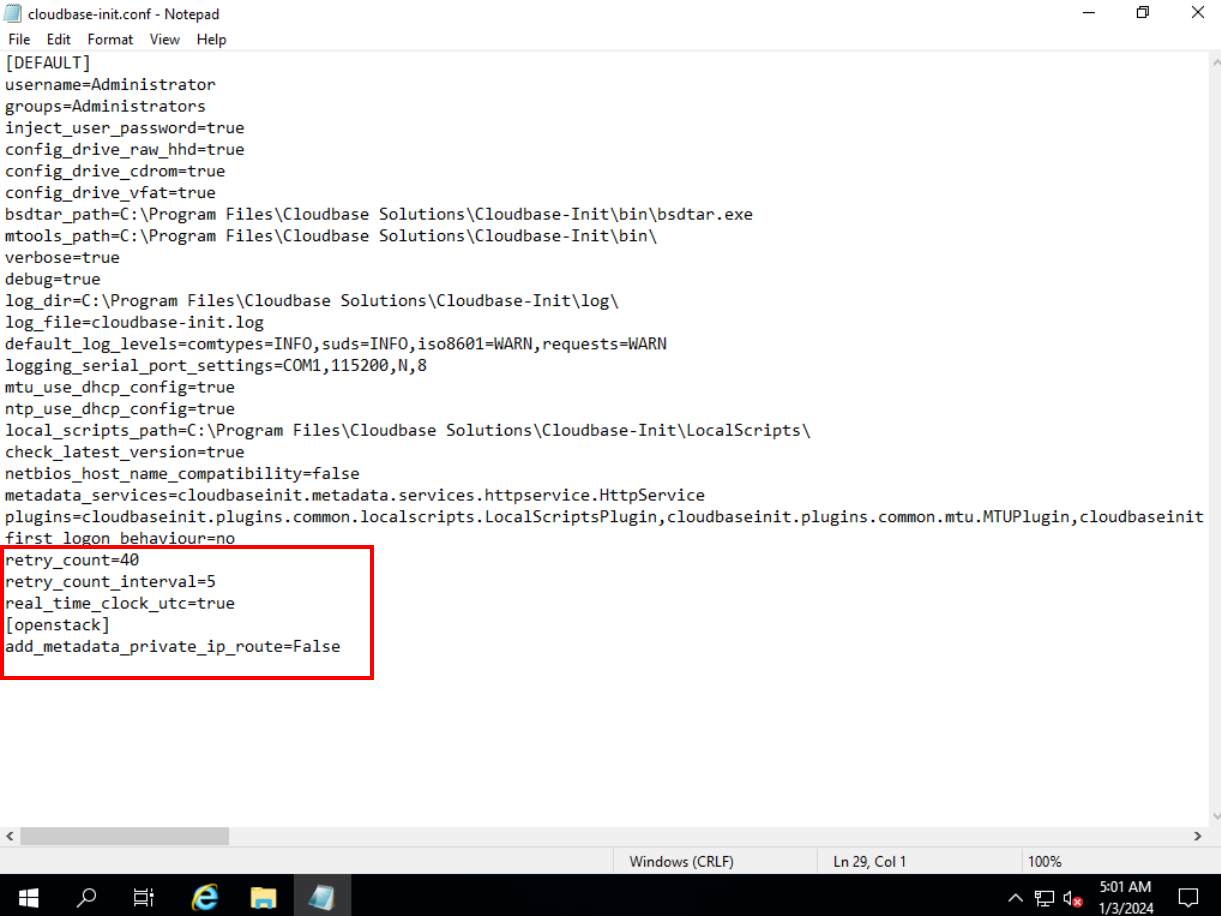 cloudbase-init.conf - Notepad
File Edit Format View Help
[DEFAULT]
username=Administrator
groups=Administrators
inject_user_password=true
config_drive_raw_hhd=true
config_drive_cdrom=true
config_drive_vfat=true
bsdtar_path=C:\Program Files\Cloudbase Solutions\Cloudbase-Init\bin\bsdtar.exe
mtools_path=C:\Program Files\Cloudbase Solutions\Cloudbase-Init\bin\
verbose=true
debug=true
log_dir=C:\Program Files\Cloudbase Solutions\Cloudbase-Init\log\
log_file=cloudbase-init.log
default_log_levels=comtypes=INFO,suds=INFO,iso8601=WARN,requests=WARN
logging_serial_port_settings=COM1,115200,N,8
mtu_use_dhcp_config=true
ntp_use_dhcp_config=true
local_scripts_path=C:\Program Files\Cloudbase Solutions\Cloudbase-Init\LocalScripts\
check_latest_version=true
netbios_host_name_compatibility=false
metadata_services=cloudbaseinit.metadata.services.httpservice.HttpService
plugins=cloudbaseinit.plugins.common.localscripts.LocalScriptsPlugin,cloudbaseinit.plugins.common.mtu.MTUPlugin,cloudbaseinit
first_logon_behaviour=no
retry_count=40
retry_count_interval=5
real_time_clock_utc=true
[openstack]
add_metadata_private_ip_route=False
Windows (CRLF) Ln 29, Col 1 100%
5:01 AM
1/3/2024